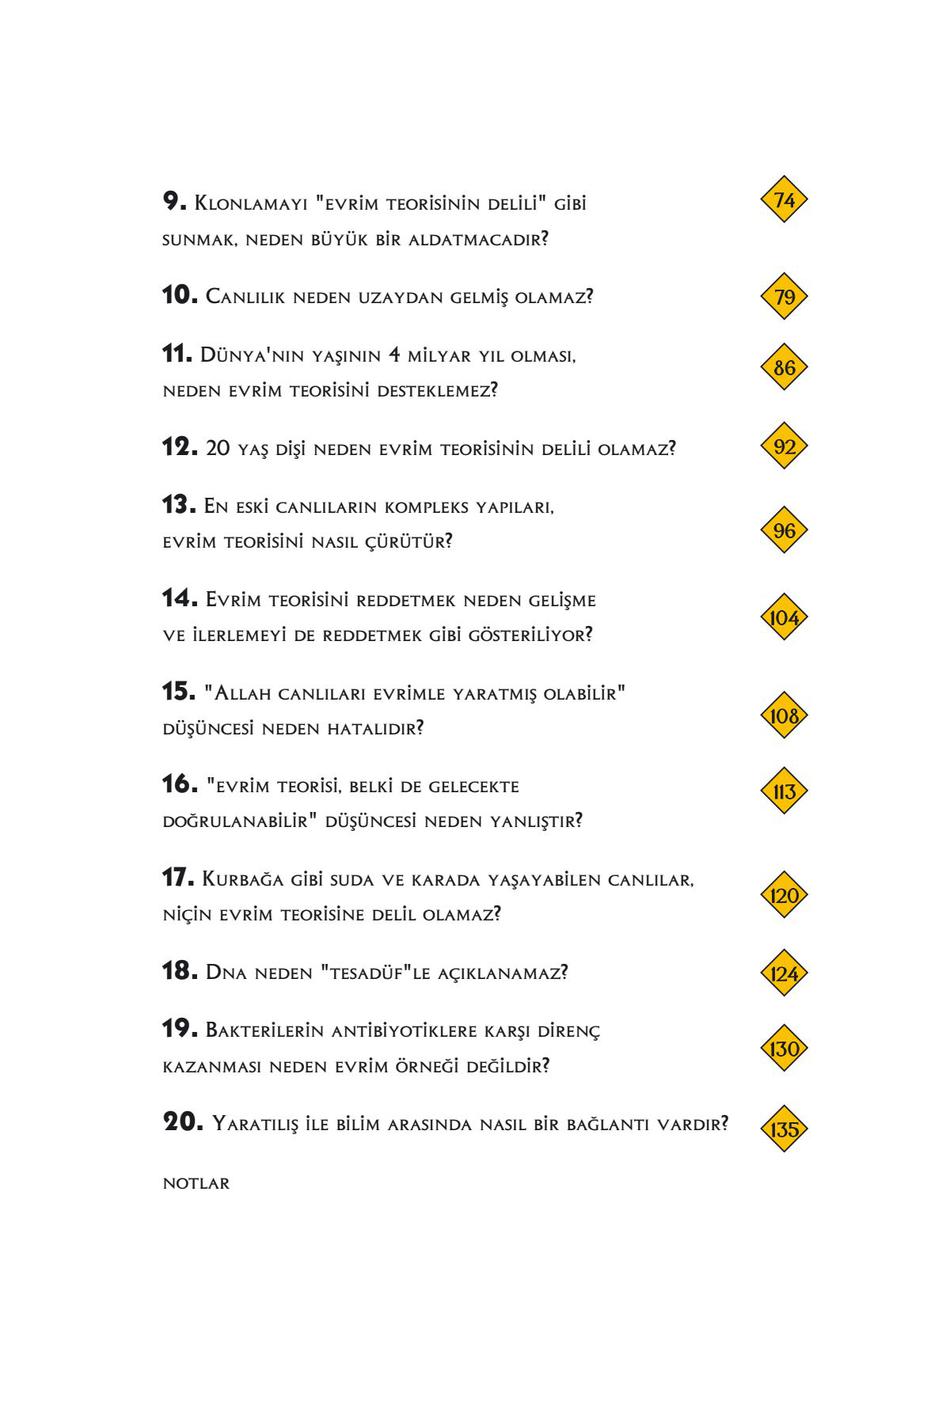 9. Klonlamayı "evrim teorisinin delili" gibi 74
sunmak, neden büyük bir aldatmacadır?
10. Canlılık neden uzaydan gelmiş olamaz? 79
11. Dünya'nın yaşının 4 milyar yıl olması, 86
neden evrim teorisini desteklemez?
12. 20 yaş dişi neden evrim teorisinin delili olamaz? 92
13. En eski canlıların kompleks yapıları, 96
evrim teorisini nasıl çürütür?
14. Evrim teorisini reddetmek neden gelişme 104
ve ilerlemeyi de reddetmek gibi gösteriliyor?
15. "Allah canlıları evrimle yaratmış olabilir" 108
düşüncesi neden hatalıdır?
16. "evrim teorisi, belki de gelecekte 113
doğrulanabilir" düşüncesi neden yanlıştır?
17. Kurbağa gibi suda ve karada yaşayabilen canlılar, 120
niçin evrim teorisine delil olamaz?
18. Dna neden "tesadüf"le açıklanamaz? 124
19. Bakterilerin antibiyotiklere karşı direnç 130
kazanması neden evrim örneği değildir?
20. Yaratılış ile bilim arasında nasıl bir bağlantı vardır? 135
notlar